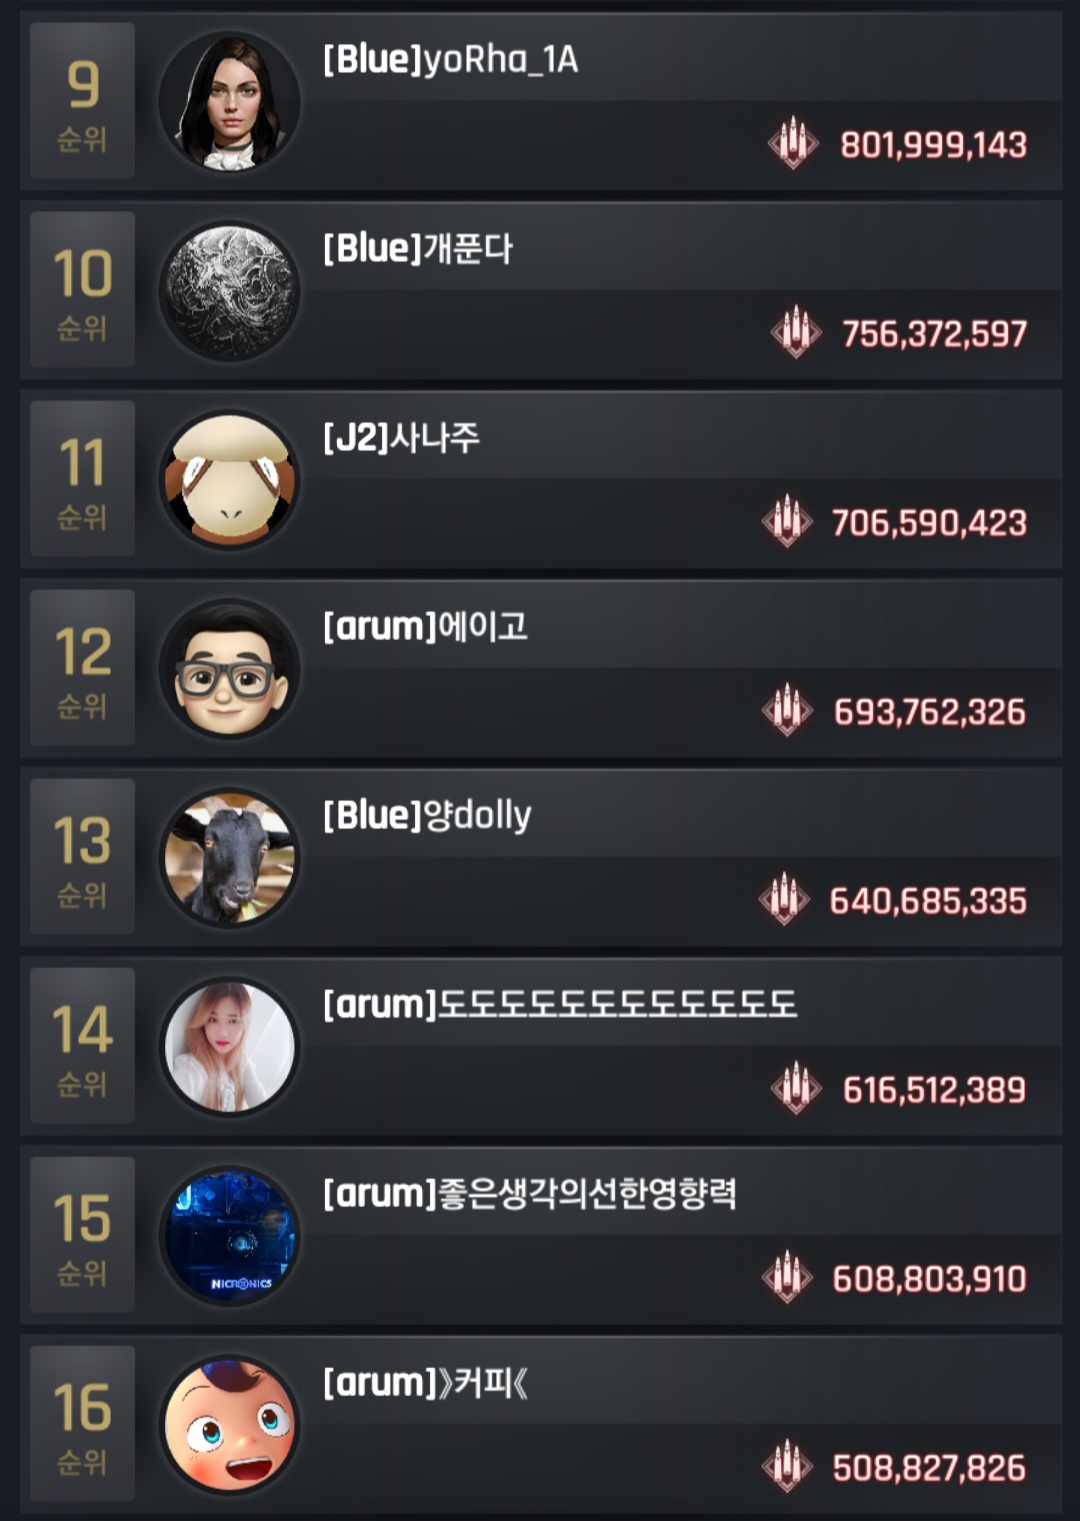 9
순위
[Blue]yoRha_1A
801,999,143
10
순위
[Blue]개푼다
756,372,597
11
순위
[J2]사나주
706,590,423
12
순위
[arum]에이고
693,762,326
13
순위
[Blue]양dolly
640,685,335
14
순위
[arum]도도도도도도도도도도도도
616,512,389
15
순위
[arum]좋은생각의선한영향력
NICRONICS
608,803,910
16
순위
[arum]》커피《
508,827,826